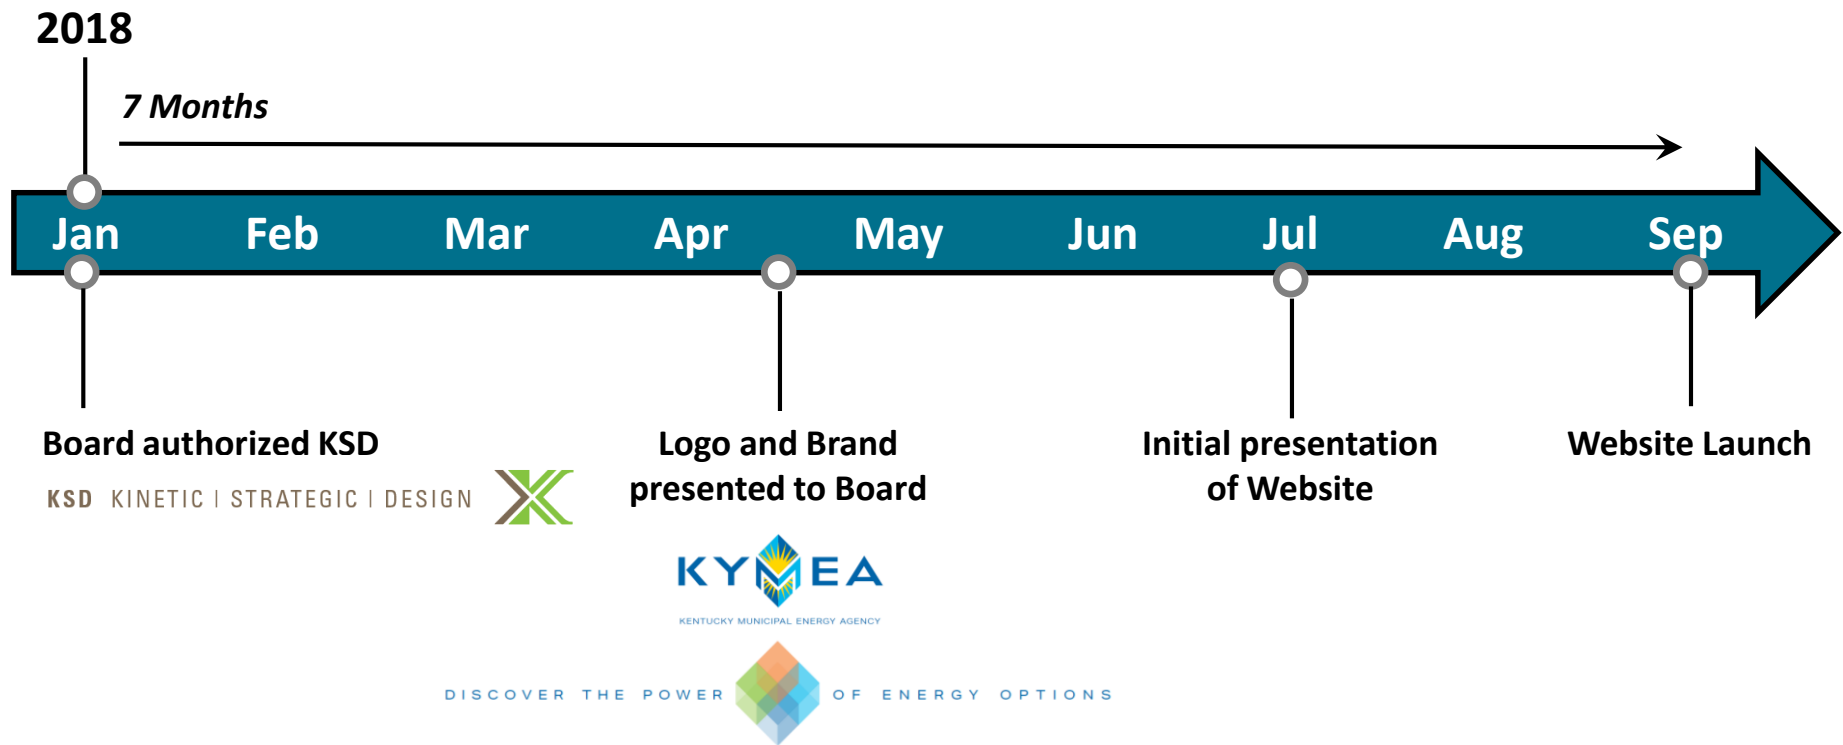 2018
7 Months
Jan Feb Mar Apr May Jun Jul Aug Sep
Board authorized KSD
KSD KINETIC | STRATEGIC | DESIGN
Logo and Brand
presented to Board
KYMEA
KENTUCKY MUNICIPAL ENERGY AGENCY
DISCOVER THE POWER OF ENERGY OPTIONS
Initial presentation
of Website
Website Launch